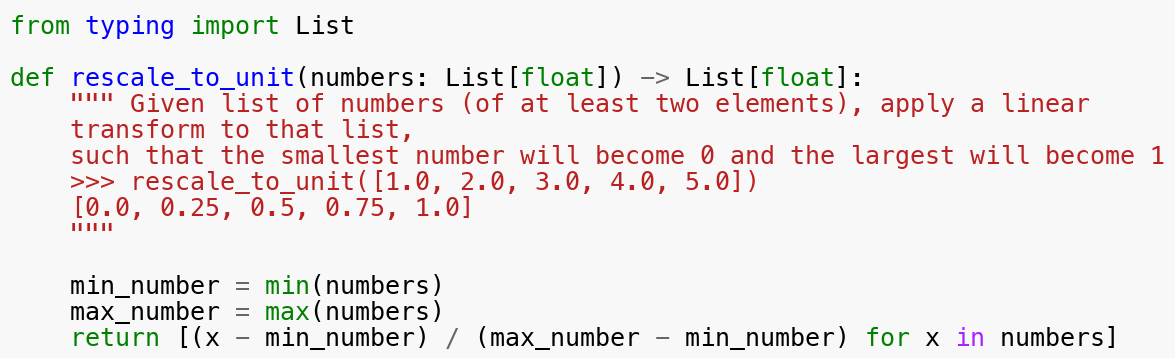 from typing import List

def rescale_to_unit(numbers: List[float]) -> List[float]:
    """ Given list of numbers (of at least two elements), apply a linear
    transform to that list,
    such that the smallest number will become 0 and the largest will become 1
    >>> rescale_to_unit([1.0, 2.0, 3.0, 4.0, 5.0])
    [0.0, 0.25, 0.5, 0.75, 1.0]
    """

    min_number = min(numbers)
    max_number = max(numbers)
    return [(x - min_number) / (max_number - min_number) for x in numbers]